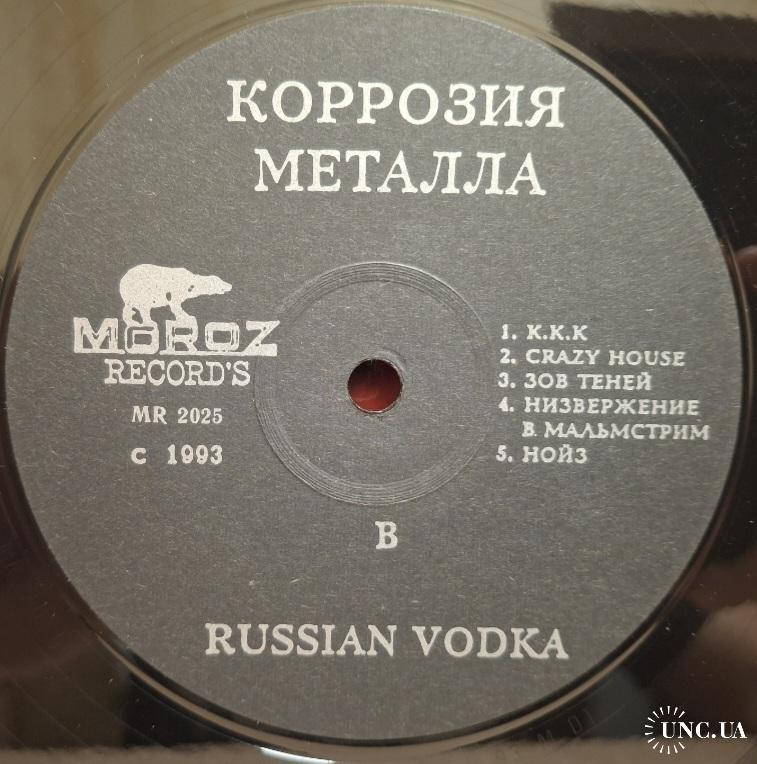 КОРРОЗИЯ
МЕТАЛЛА
MOROZ
RECORD'S
MR 2025
с 1993
1. К.К.К
2. CRAZY HOUSE
3. ЗОВ ТЕНЕЙ
4. НИЗВЕРЖЕНИЕ
В. МАЛЬМСТРИМ
5. НОЙЗ
B
RUSSIAN VODKA
UNC.UA